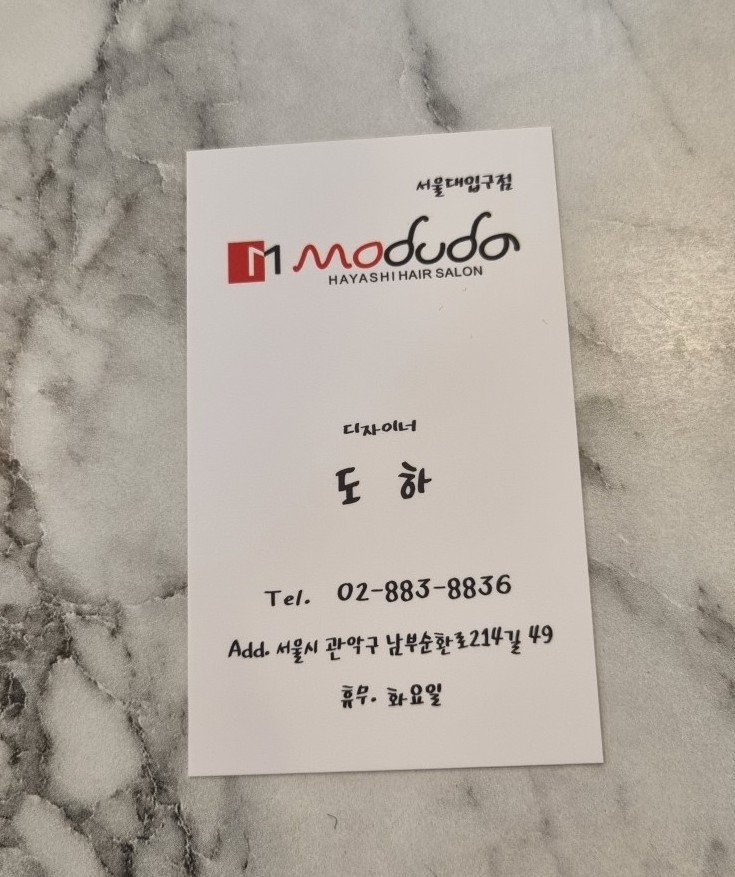 서울대입구점
moduda
HAYASHI HAIR SALON
디자이너
도 하
Tel. 02-883-8836
Add. 서울시 관악구 남부순환로214길 49
휴무. 화요일